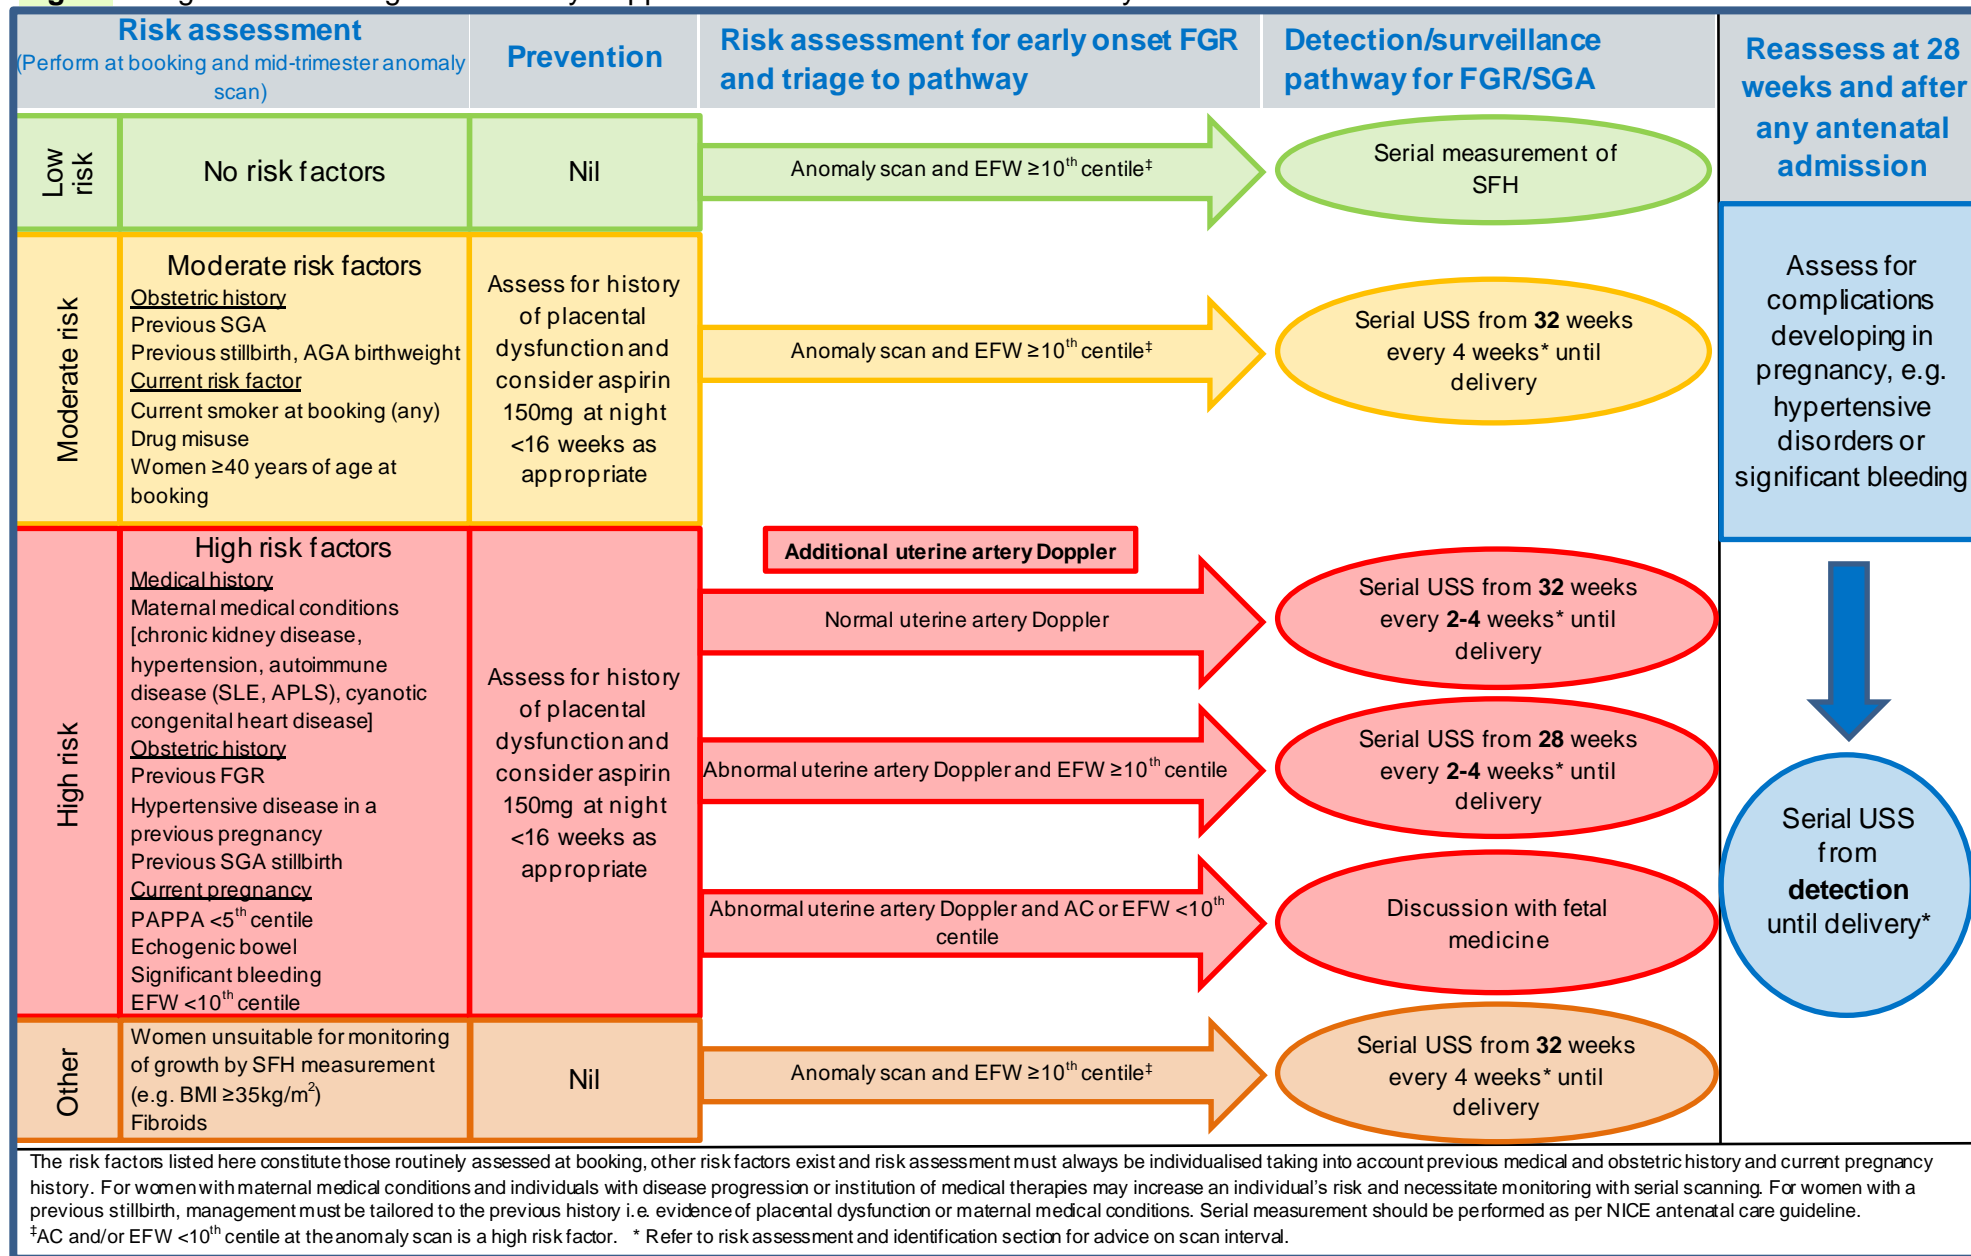 Risk assessment
(Perform at booking and mid-trimester anomaly
scan)
Prevention
Risk assessment for early onset FGR
and triage to pathway
Detection/surveillance
pathway for FGR/SGA
Reassess at 28
weeks and after
any antenatal
admission
Low
risk
No risk factors
Nil
Anomaly scan and EFW ≥10th centile‡
Serial measurement of
SFH
Moderate risk
Moderate risk factors
Obstetric history
Previous SGA
Previous stillbirth, AGA birthweight
Current risk factor
Current smoker at booking (any)
Drug misuse
Women ≥40 years of age at
booking
Assess for history
of placental
dysfunction and
consider aspirin
150mg at night
<16 weeks as
appropriate
Anomaly scan and EFW ≥10th centile‡
Serial USS from 32 weeks
every 4 weeks* until
delivery
High risk
High risk factors
Medical history
Maternal medical conditions
[chronic kidney disease,
hypertension, autoimmune
disease (SLE, APLS), cyanotic
congenital heart disease]
Obstetric history
Previous FGR
Hypertensive disease in a
previous pregnancy
Previous SGA stillbirth
Current pregnancy
PAPPA <5th centile
Echogenic bowel
Significant bleeding
EFW <10th centile
Assess for history
of placental
dysfunction and
consider aspirin
150mg at night
<16 weeks as
appropriate
Additional uterine artery Doppler
Normal uterine artery Doppler
Serial USS from 32 weeks
every 2-4 weeks* until
delivery
Abnormal uterine artery Doppler and EFW ≥10th centile
Serial USS from 28 weeks
every 2-4 weeks* until
delivery
Abnormal uterine artery Doppler and AC or EFW <10th
centile
Discussion with fetal
medicine
Other
Women unsuitable for monitoring
of growth by SFH measurement
(e.g. BMI ≥35kg/m2)
Fibroids
Nil
Anomaly scan and EFW ≥10th centile‡
Serial USS from 32 weeks
every 4 weeks* until
delivery
Assess for
complications
developing in
pregnancy, e.g.
hypertensive
disorders or
significant bleeding
Serial USS
from
detection
until delivery*
The risk factors listed here constitute those routinely assessed at booking, other risk factors exist and risk assessment must always be individualised taking into account previous medical and obstetric history and current pregnancy
history. For women with maternal medical conditions and individuals with disease progression or institution of medical therapies may increase an individual's risk and necessitate monitoring with serial scanning. For women with a
previous stillbirth, management must be tailored to the previous history i.e. evidence of placental dysfunction or maternal medical conditions. Serial measurement should be performed as per NICE antenatal care guideline.
‡AC and/or EFW <10th centile at the anomaly scan is a high risk factor. * Refer to risk assessment and identification section for advice on scan interval.